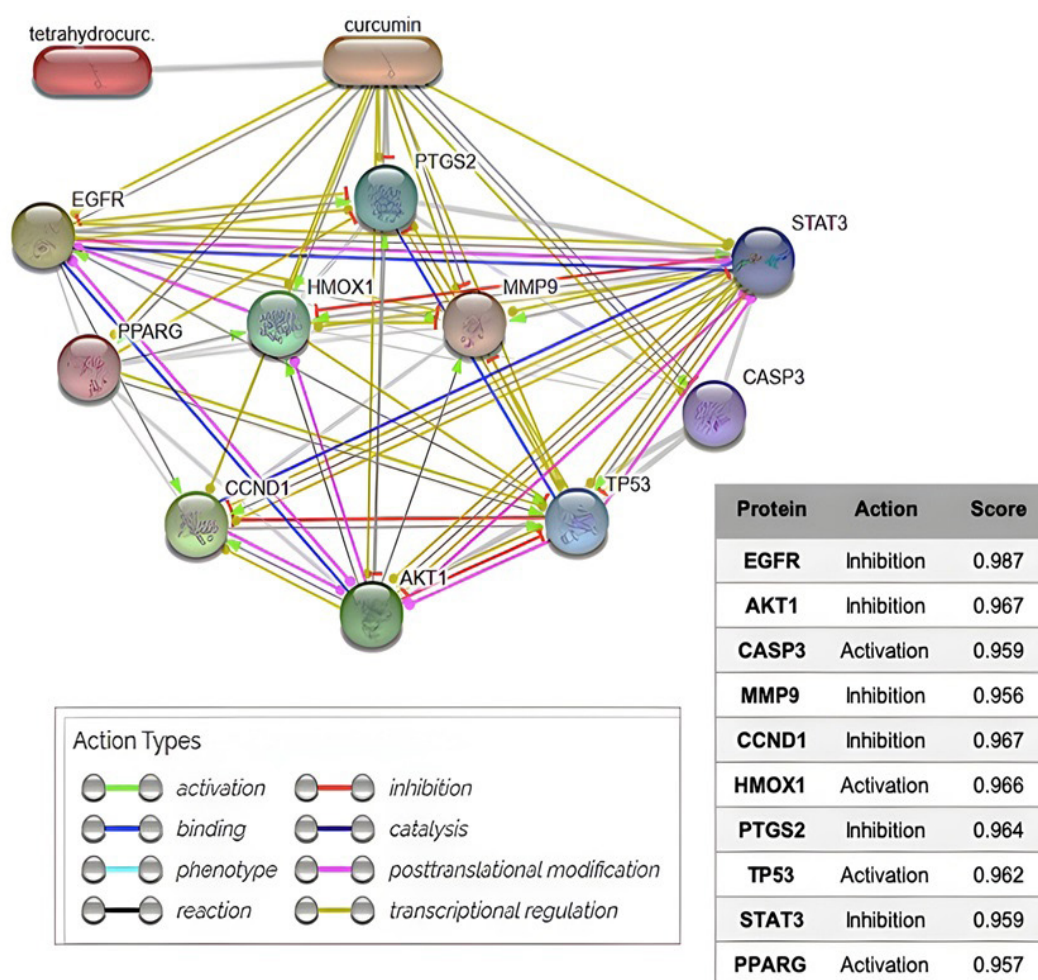 tetrahydrocurc.
curcumin
PTGS2
EGFR
STAT3
HMOX1
MMP9
PPARG
CASP3
CCND1
TP53
AKT1
Protein Action Score
EGFR Inhibition 0.987
AKT1 Inhibition 0.967
CASP3 Activation 0.959
MMP9 Inhibition 0.956
CCND1 Inhibition 0.967
HMOX1 Activation 0.966
PTGS2 Inhibition 0.964
TP53 Activation 0.962
STAT3 Inhibition 0.959
PPARG Activation 0.957
Action Types
activation inhibition
binding catalysis
phenotype posttranslational modification
reaction transcriptional regulation